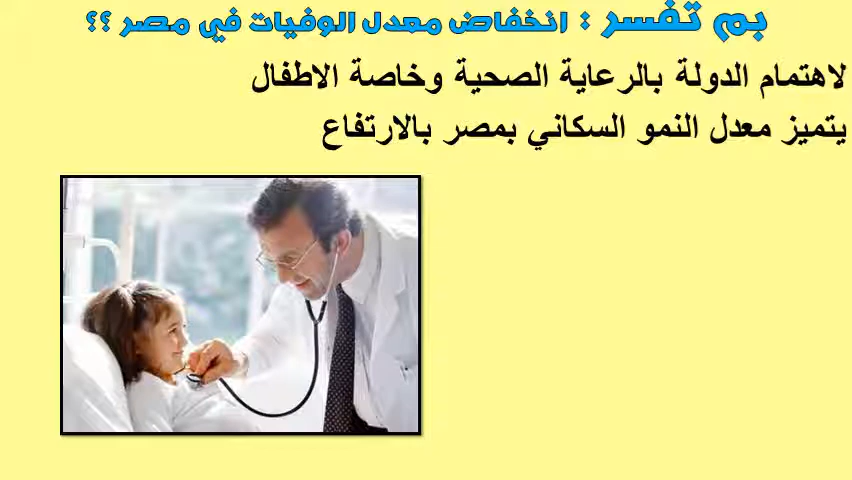 بم تفسر : انخفاض معدل الوفيات في مصر ؟؟
لاهتمام الدولة بالرعاية الصحية وخاصة الاطفال
يتميز معدل النمو السكاني بمصر بالارتفاع